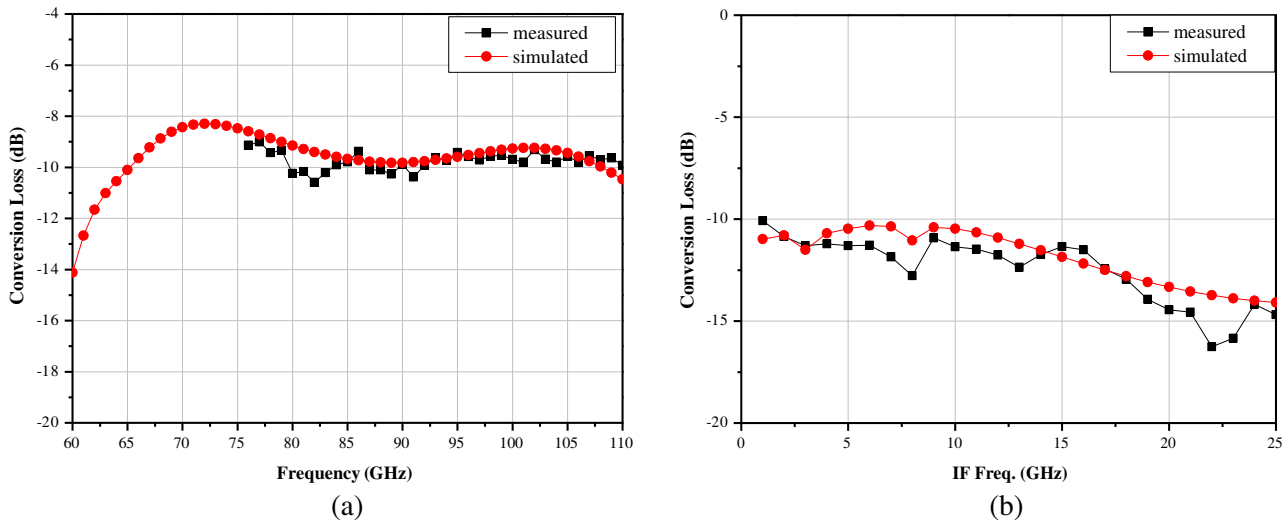 -4
-6
-8
-10
-12
-14
-16
-18
-20
Conversion Loss (dB)
measured
simulated
60 65 70 75 80 85 90 95 100 105 110
Frequency (GHz)
(a)
0
-5
-10
-15
-20
Conversion Loss (dB)
measured
simulated
0 5 10 15 20 25
IF Freq. (GHz)
(b)